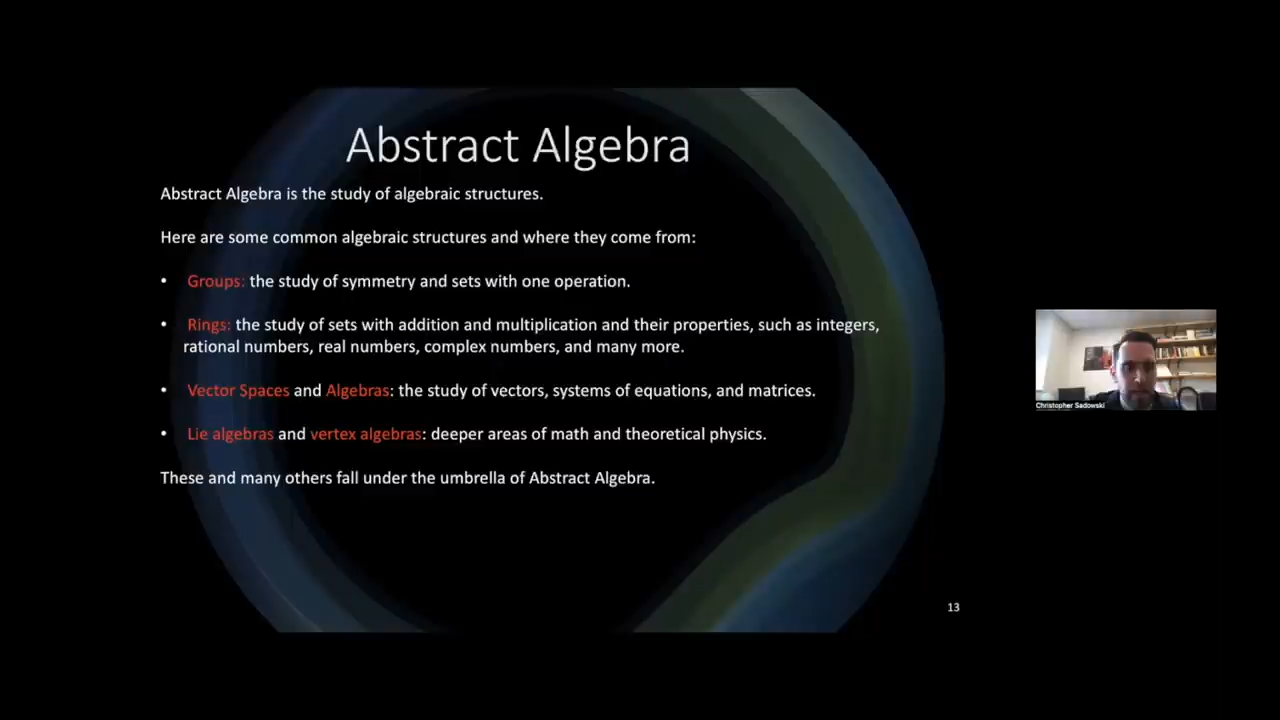 Abstract Algebra
Abstract Algebra is the study of algebraic structures.
Here are some common algebraic structures and where they come from:
• Groups: the study of symmetry and sets with one operation.
• Rings: the study of sets with addition and multiplication and their properties, such as integers,
rational numbers, real numbers, complex numbers, and many more.
• Vector Spaces and Algebras: the study of vectors, systems of equations, and matrices.
• Lie algebras and vertex algebras: deeper areas of math and theoretical physics.
These and many others fall under the umbrella of Abstract Algebra.
13
Christopher Sadowski